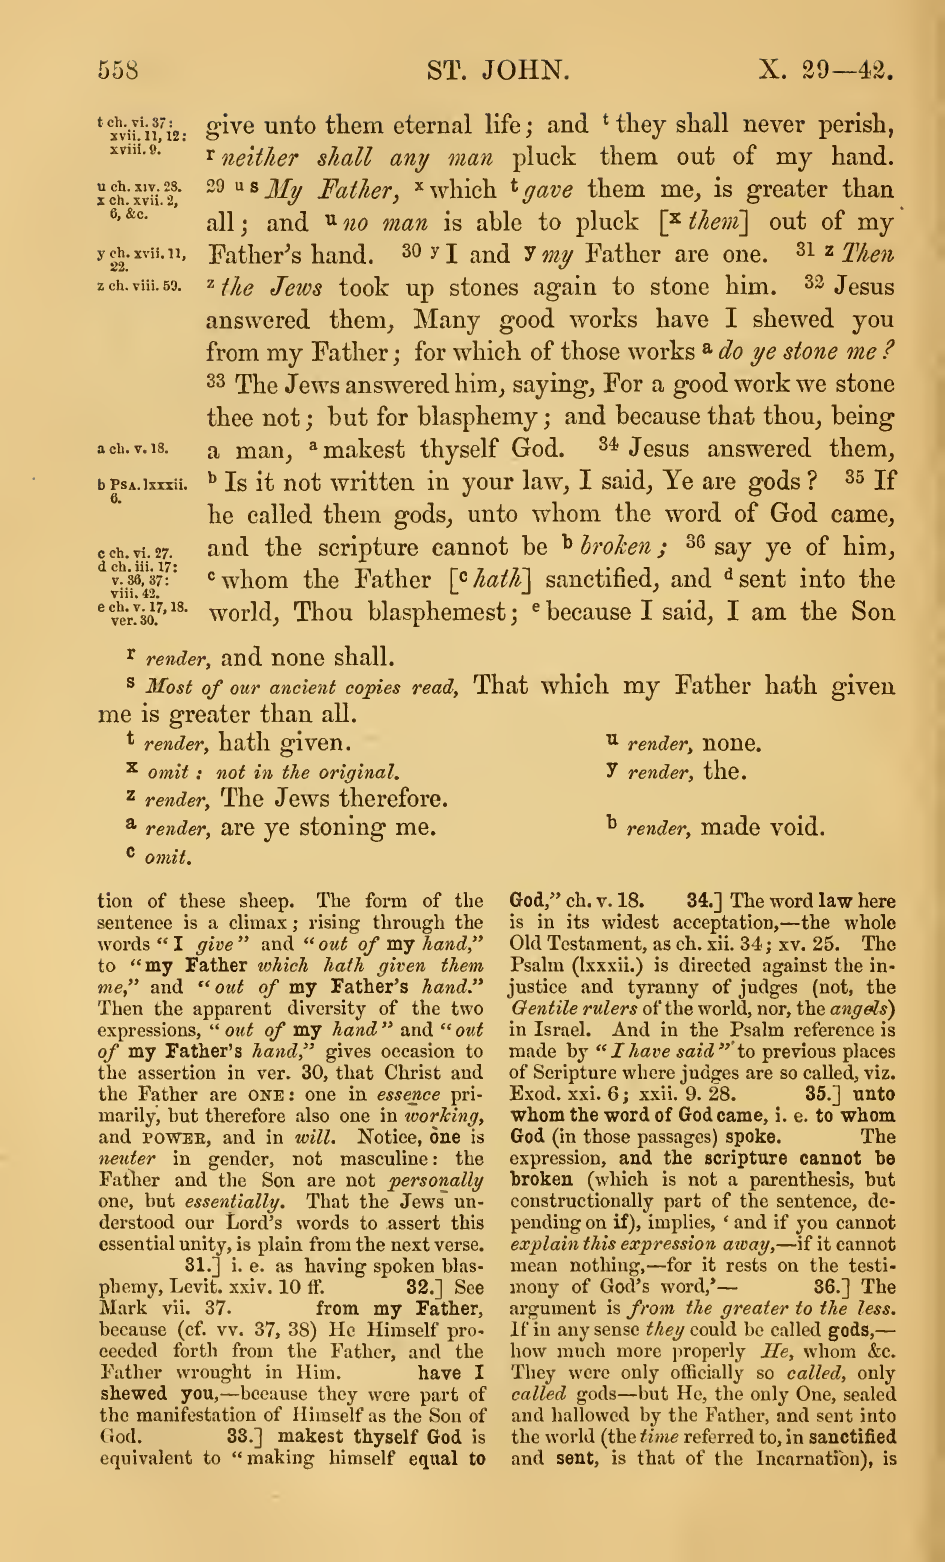 558 ST. JOHN. X. 29—42.
t ch. vi. 37:
xvii. 11, 12:
xviii. 9.
u ch. xiv. 28.
x ch. xvii. 2,
6, &c.
y ch. xvii. 11,
22.
z ch. viii. 59.
a ch. v. 18.
b PSA. lxxxii.
6.
c ch. vi. 27.
d ch. iii. 17:
v. 36, 37:
viii. 42.
e ch. v. 17, 18.
ver. 30.
give unto them eternal life; and t they shall never perish,
r neither shall any man pluck them out of my hand.
29 u s My Father, x which t gave them me, is greater than
all; and u no man is able to pluck [x them] out of my
Father's hand. 30 y I and y my Father are one. 31 z Then
z the Jews took up stones again to stone him. 32 Jesus
answered them, Many good works have I shewed you
from my Father; for which of those works a do ye stone me?
33 The Jews answered him, saying, For a good work we stone
thee not; but for blasphemy; and because that thou, being
a man, a makest thyself God. 34 Jesus answered them,
b Is it not written in your law, I said, Ye are gods? 35 If
he called them gods, unto whom the word of God came,
and the scripture cannot be b broken; 36 say ye of him,
c whom the Father [c hath] sanctified, and d sent into the
world, Thou blasphemest; e because I said, I am the Son
r render, and none shall.
s Most of our ancient copies read, That which my Father hath given
me is greater than all.
t render, hath given.
u render, none.
x omit: not in the original.
y render, the.
z render, The Jews therefore.
a render, are ye stoning me.
b render, made void.
c omit.
tion of these sheep. The form of the
sentence is a climax; rising through the
words "I give" and "out of my hand,"
to "my Father which hath given them
me," and "out of my Father's hand."
Then the apparent diversity of the two
expressions, "out of my hand" and "out
of my Father's hand," gives occasion to
the assertion in ver. 30, that Christ and
the Father are ONE: one in essence pri-
marily, but therefore also one in working,
and POWER, and in will. Notice, one is
neuter in gender, not masculine: the
Father and the Son are not personally
one, but essentially. That the Jews un-
derstood our Lord's words to assert this
essential unity, is plain from the next verse.
31.] i. e. as having spoken blas-
phemy, Levit. xxiv. 10 ff. 32.] See
Mark vii. 37. from my Father,
because (cf. vv. 37, 38) He Himself pro-
ceeded forth from the Father, and the
Father wrought in Him. have I
shewed you,—because they were part of
the manifestation of Himself as the Son of
God. 33.] makest thyself God is
equivalent to "making himself equal to
God," ch. v. 18. 34.] The word law here
is in its widest acceptation,—the whole
Old Testament, as ch. xii. 34; xv. 25. The
Psalm (lxxxii.) is directed against the in-
justice and tyranny of judges (not, the
Gentile rulers of the world, nor, the angels)
in Israel. And in the Psalm reference is
made by "I have said" to previous places
of Scripture where judges are so called, viz.
Exod. xxi. 6; xxii. 9. 28. 35.] unto
whom the word of God came, i. e. to whom
God (in those passages) spoke. The
expression, and the scripture cannot be
broken (which is not a parenthesis, but
constructionally part of the sentence, de-
pending on if), implies, 'and if you cannot
explain this expression away,—if it cannot
mean nothing,—for it rests on the testi-
mony of God's word,'— 36.] The
argument is from the greater to the less.
If in any sense they could be called gods,—
how much more properly He, whom &c.
They were only officially so called, only
called gods—but He, the only One, sealed
and hallowed by the Father, and sent into
the world (the time referred to, in sanctified
and sent, is that of the Incarnation), is